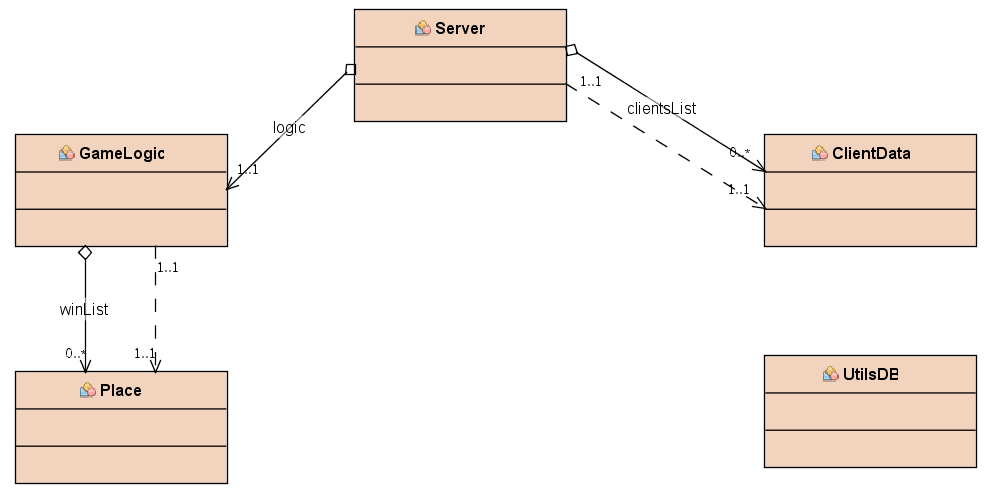 Server
1..1
clientsList
logic
GameLogic
ClientData
0..*
1..1
1..1
1..1
winList
0..*
1..1
Place
UtilsDB